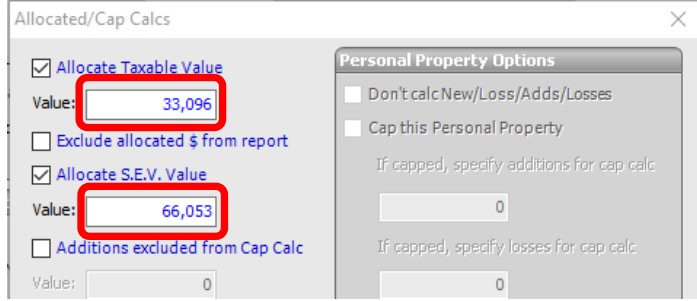 Allocated/Cap Calcs
Allocate Taxable Value
Value: 33,096
Exclude allocated $ from report
Allocate S.E.V. Value
Value: 66,053
Additions excluded from Cap Calc
Value: 0
Personal Property Options
Don't calc New/Loss/Adds/Losses
Cap this Personal Property
If capped, specify additions for cap calc
0
If capped, specify losses for cap calc
0